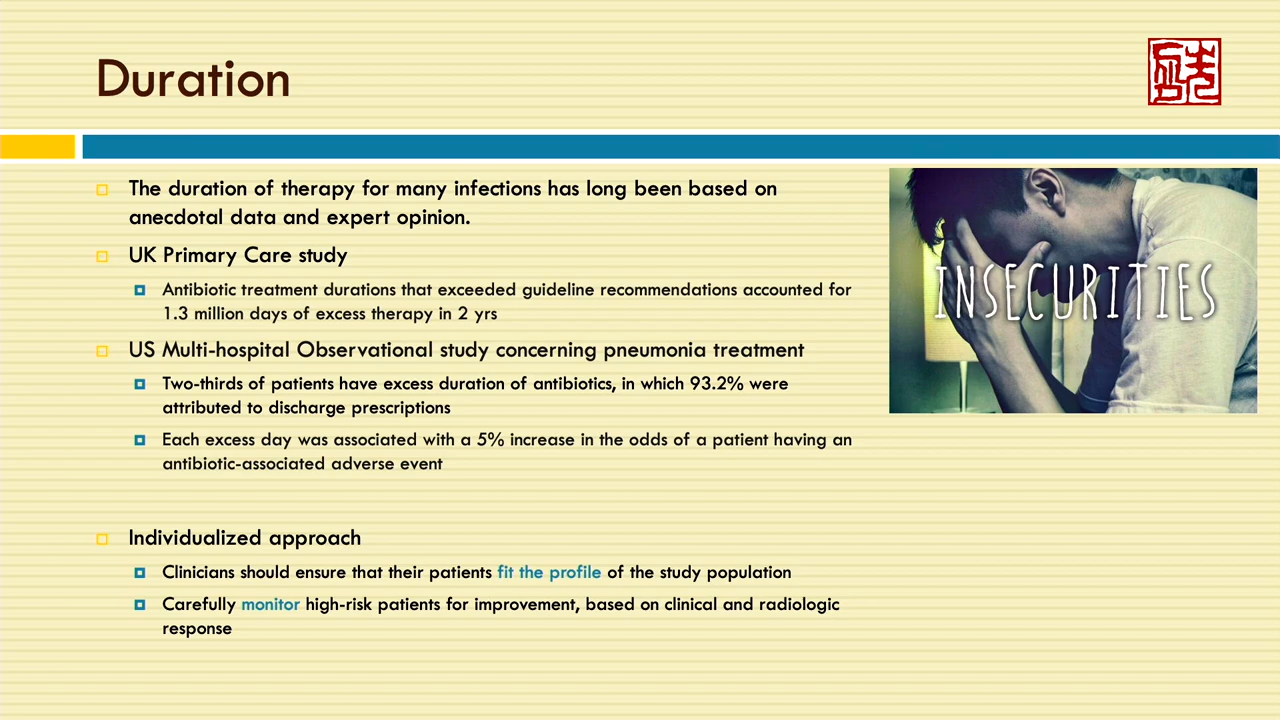 Duration
The duration of therapy for many infections has long been based on
anecdotal data and expert opinion.
UK Primary Care study
Antibiotic treatment durations that exceeded guideline recommendations accounted for
1.3 million days of excess therapy in 2 yrs
US Multi-hospital Observational study concerning pneumonia treatment
Two-thirds of patients have excess duration of antibiotics, in which 93.2% were
attributed to discharge prescriptions
Each excess day was associated with a 5% increase in the odds of a patient having an
antibiotic-associated adverse event
Individualized approach
Clinicians should ensure that their patients fit the profile of the study population
Carefully monitor high-risk patients for improvement, based on clinical and radiologic
response
INSECURITIES